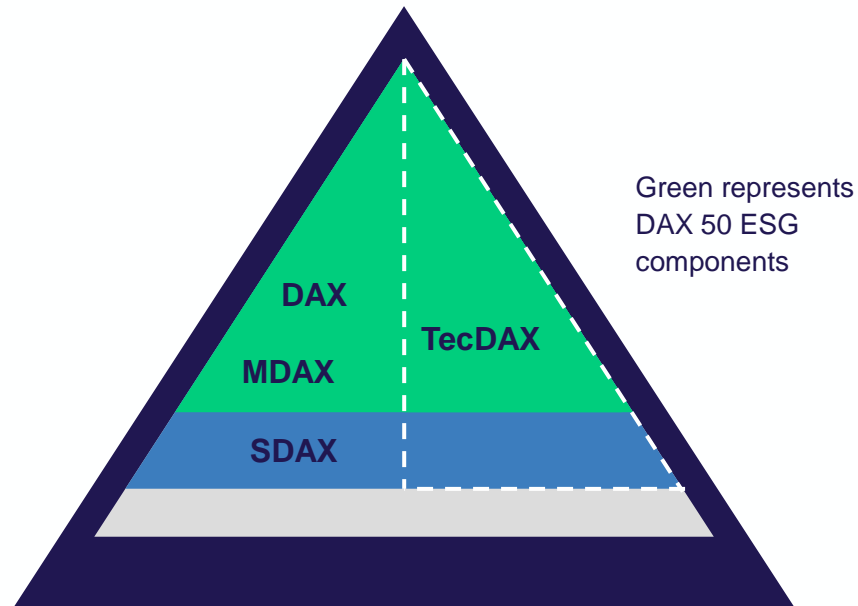 Green represents
DAX 50 ESG
components
DAX
TecDAX
MDAX
SDAX